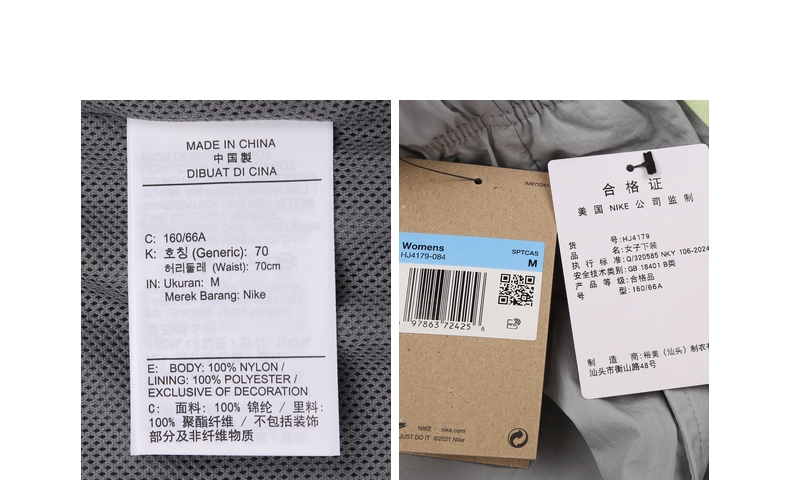 MADE IN CHINA
中 国 製
DIBUAT DI CINA
C: 160/66A
K: 호칭 (Generic): 70
허리둘레 (Waist): 70cm
IN: Ukuran: M
Merek Barang: Nike
E: BODY: 100% NYLON /
LINING: 100% POLYESTER /
EXCLUSIVE OF DECORATION
C: 面料: 100% 锦纶 / 里料:
100% 聚酯纤维 / 不包括装饰
部分及非纤维物质
Womens
HJ4179-084
SPTCAS
M
97863 72425 6
NIKE · nike.com
JUST DO IT ©2021 Nike
合 格 证
美 国 NIKE 公 司 监 制
货 号:HJ4179
品 名:女子下装
执 行 标 准:Q/320585 NKY 106-2024
安全技术类别:GB 18401 B类
产 品 等 级:合格品
号 型:160/66A
制 造 商:裕美 (汕头) 制衣有
汕头市衡山路48号